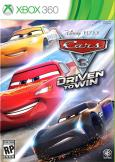 XBOX 360
Disney·PIXAR
Cars
3
DRIVEN
TO WIN
RP